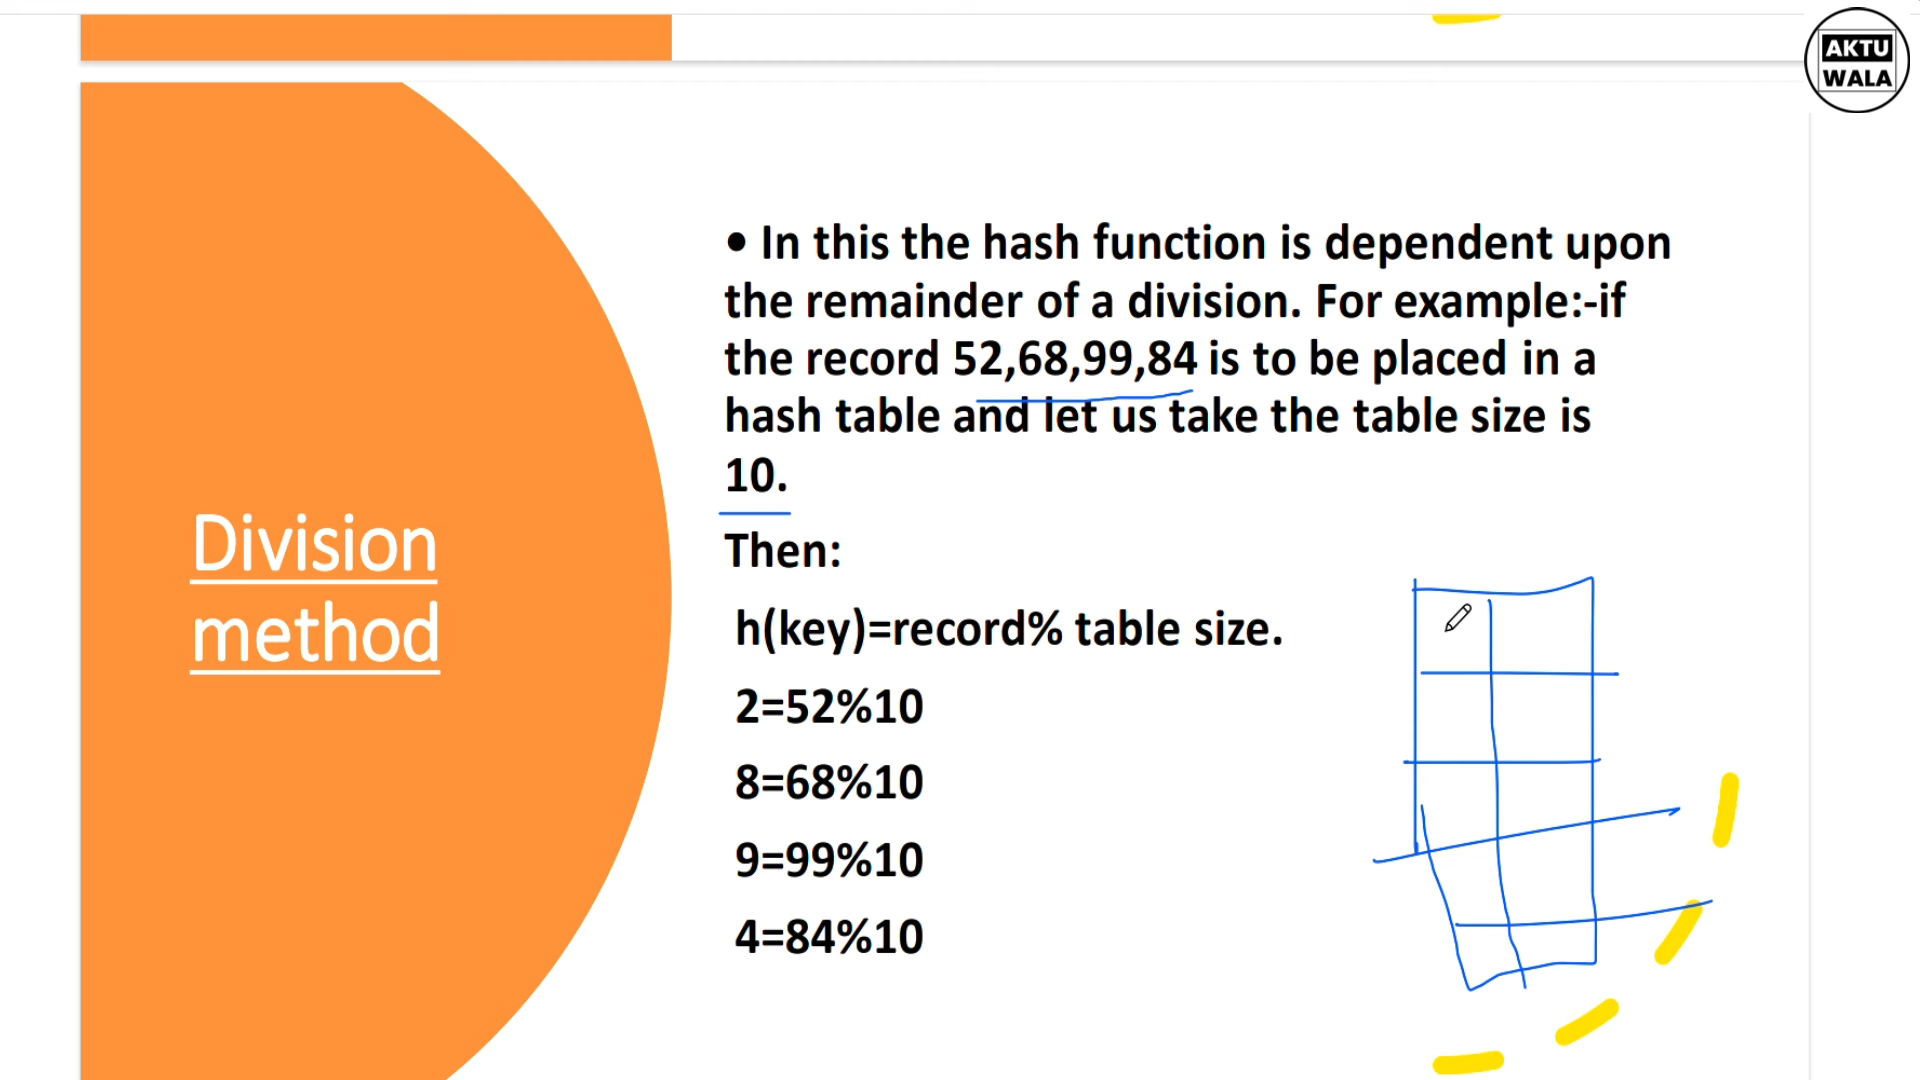 AKTU
WALA
Division
method
• In this the hash function is dependent upon
the remainder of a division. For example:-if
the record 52,68,99,84 is to be placed in a
hash table and let us take the table size is
10.
Then:
h(key)=record% table size.
2=52%10
8=68%10
9=99%10
4=84%10